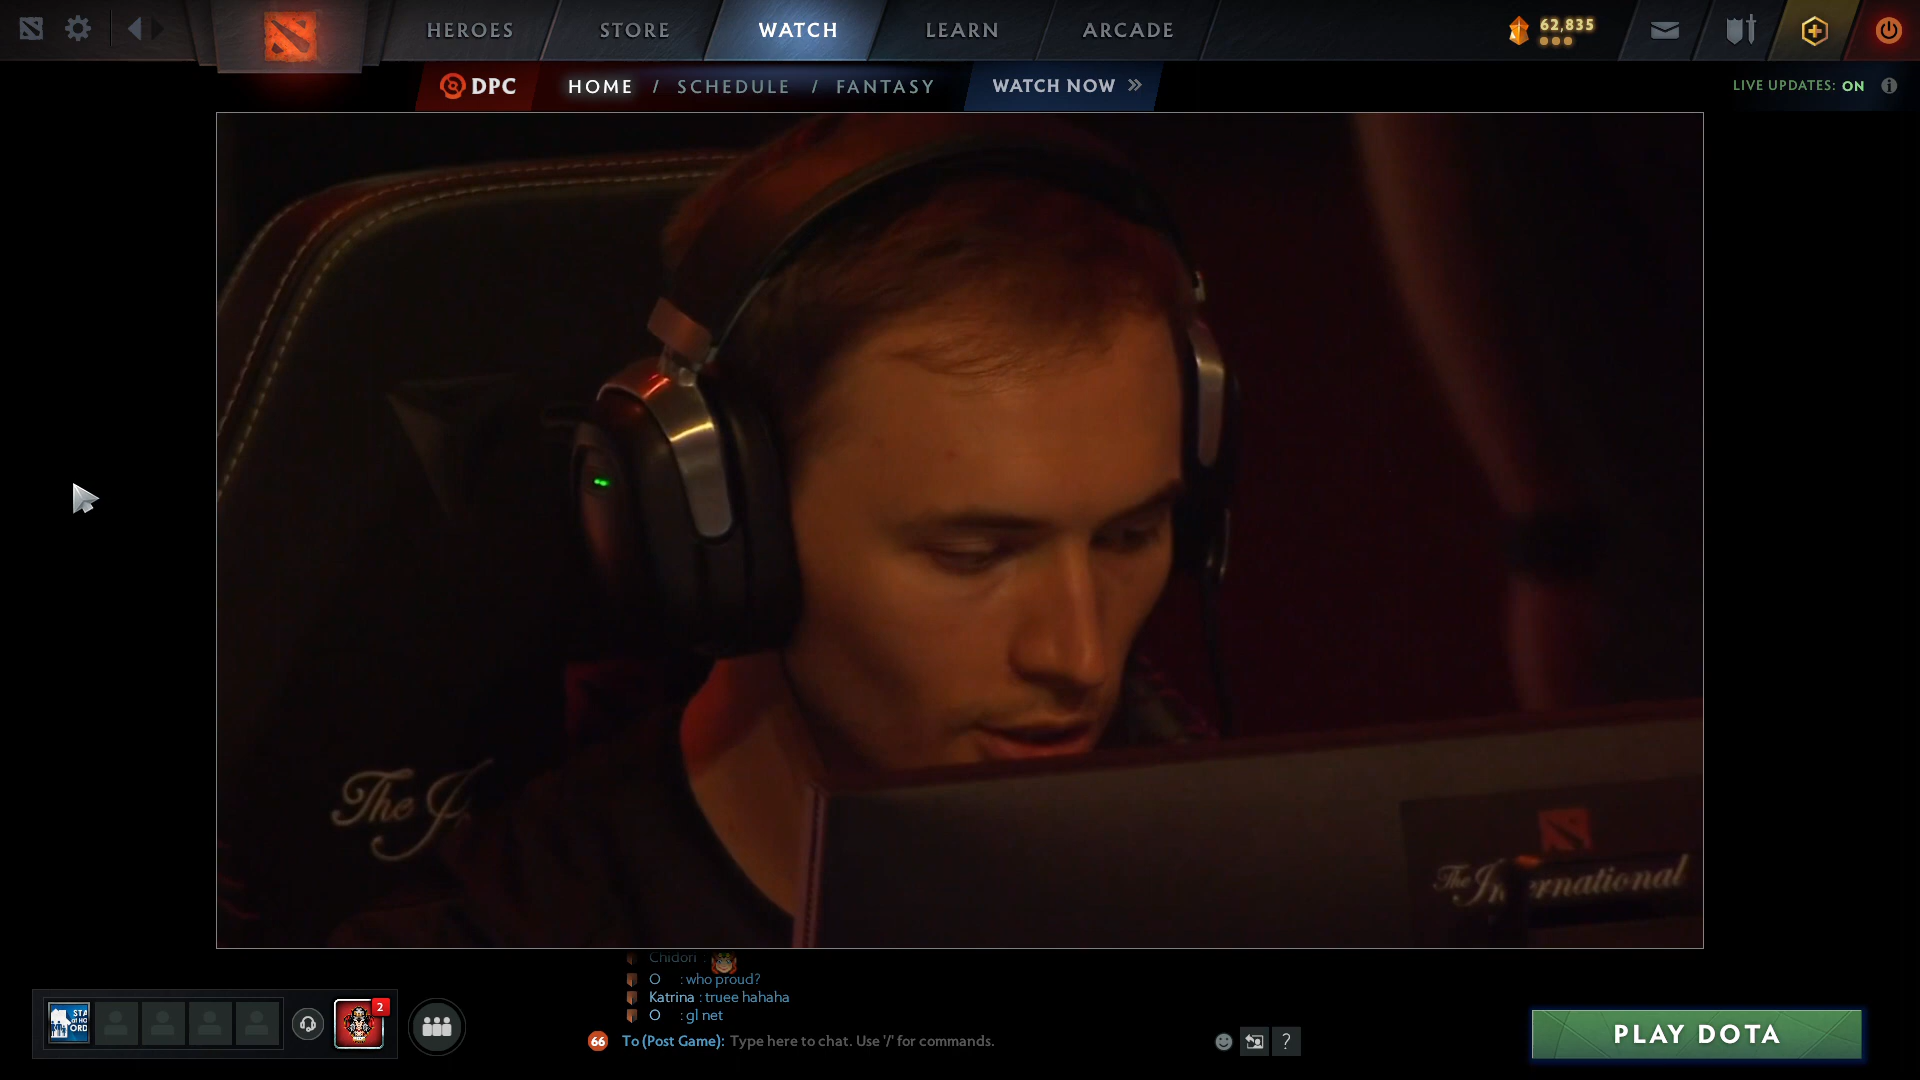 HEROES
STORE
WATCH
LEARN
ARCADE
62,835
DPC
HOME / SCHEDULE / FANTASY
WATCH NOW
LIVE UPDATES: ON
The I
The International
Chidori :
O : who proud?
Katrina : truee hahaha
O : gl net
2
66
To (Post Game): Type here to chat. Use '/' for commands.
?
PLAY DOTA